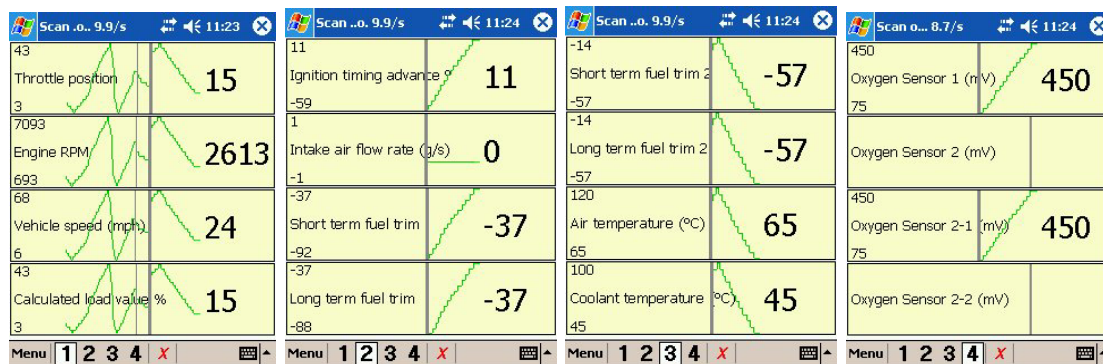 Scan .o.. 9.9/s 11:23
43
Throttle position
15
3
7093
Engine RPM
2613
693
68
Vehicle speed (mph)
24
6
43
Calculated load value %
15
3
Menu 1 2 3 4 X
Scan ..o. 9.9/s 11:24
11
Ignition timing advance º
11
-59
1
Intake air flow rate (g/s)
0
-1
-37
Short term fuel trim
-37
-92
-37
Long term fuel trim
-37
-88
Menu 1 2 3 4 X
Scan ..o. 9.9/s 11:24
-14
Short term fuel trim 2
-57
-57
-14
Long term fuel trim 2
-57
-57
120
Air temperature (ºC)
65
65
100
Coolant temperature (ºC)
45
45
Menu 1 2 3 4 X
Scan o... 8.7/s 11:24
450
Oxygen Sensor 1 (mV)
450
75
Oxygen Sensor 2 (mV)
450
Oxygen Sensor 2-1 (mV)
450
75
Oxygen Sensor 2-2 (mV)
Menu 1 2 3 4 X